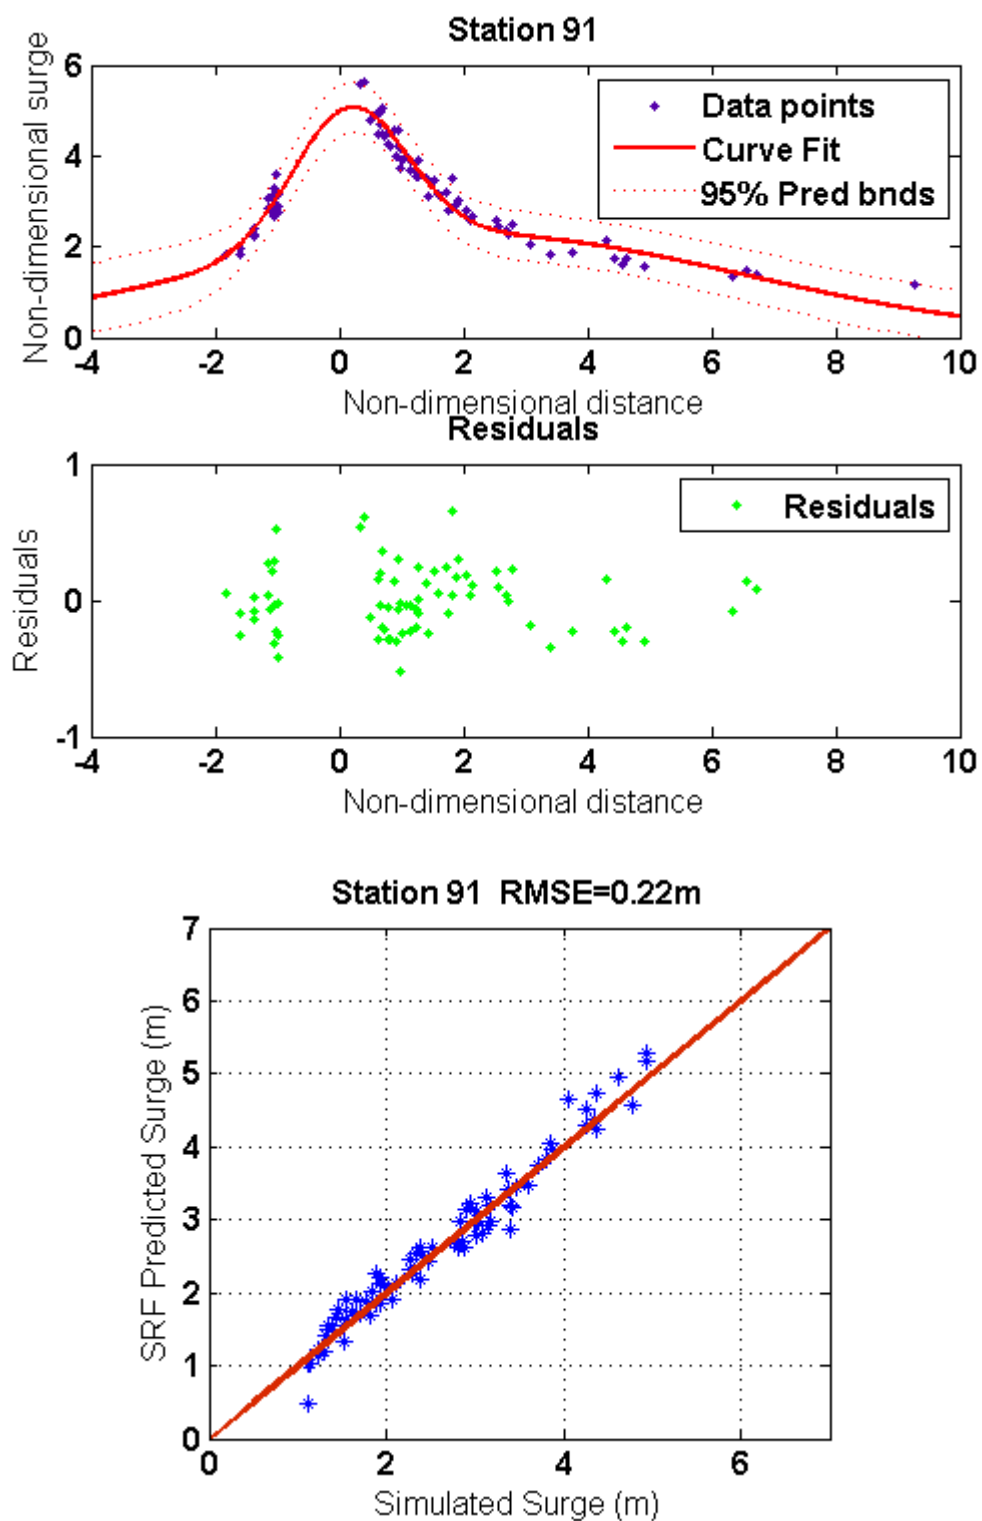 Station 91
Non-dimensional surge
6
4
2
0
Data points
Curve Fit
95% Pred bnds
-4 -2 0 2 4 6 8 10
Non-dimensional distance
Residuals
Residuals
1
0
-1
Residuals
-4 -2 0 2 4 6 8 10
Non-dimensional distance
Station 91 RMSE=0.22m
SRF Predicted Surge (m)
7
6
5
4
3
2
1
0
0 2 4 6
Simulated Surge (m)